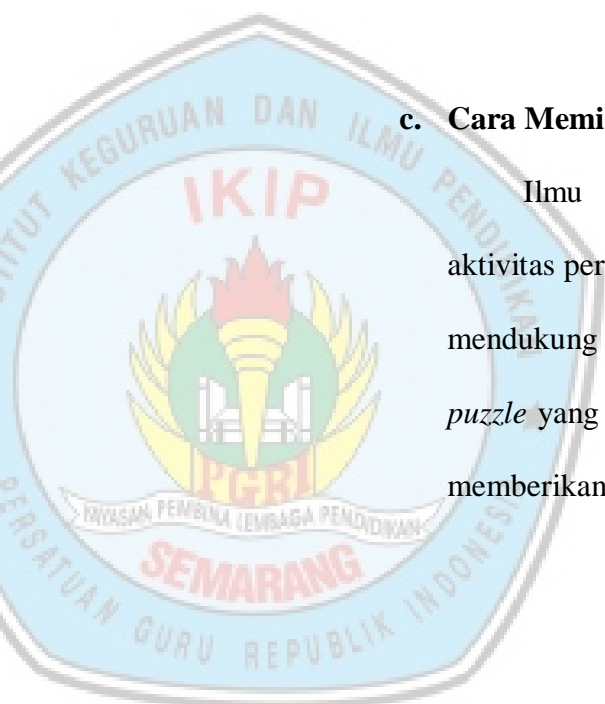 INSTITUT KEGURUAN DAN ILMU PENDIDIKAN
c. Cara Memi
IKIP
Ilmu
aktivitas per
mendukung
puzzle yang
memberikan
PGRI
YAYASAN PEMBINA LEMBAGA PENDIDIKAN
SEMARANG
PERSATUAN GURU REPUBLIK INDONESIA